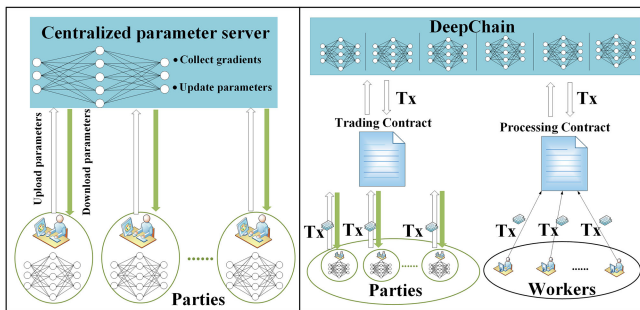 Centralized parameter server
• Collect gradients
• Update parameters
Upload parameters
Download parameters
......
Parties
DeepChain
Tx
Tx
Trading Contract
Processing Contract
Tx
Tx
Tx
......
Parties
Tx
Tx
Tx
......
Workers